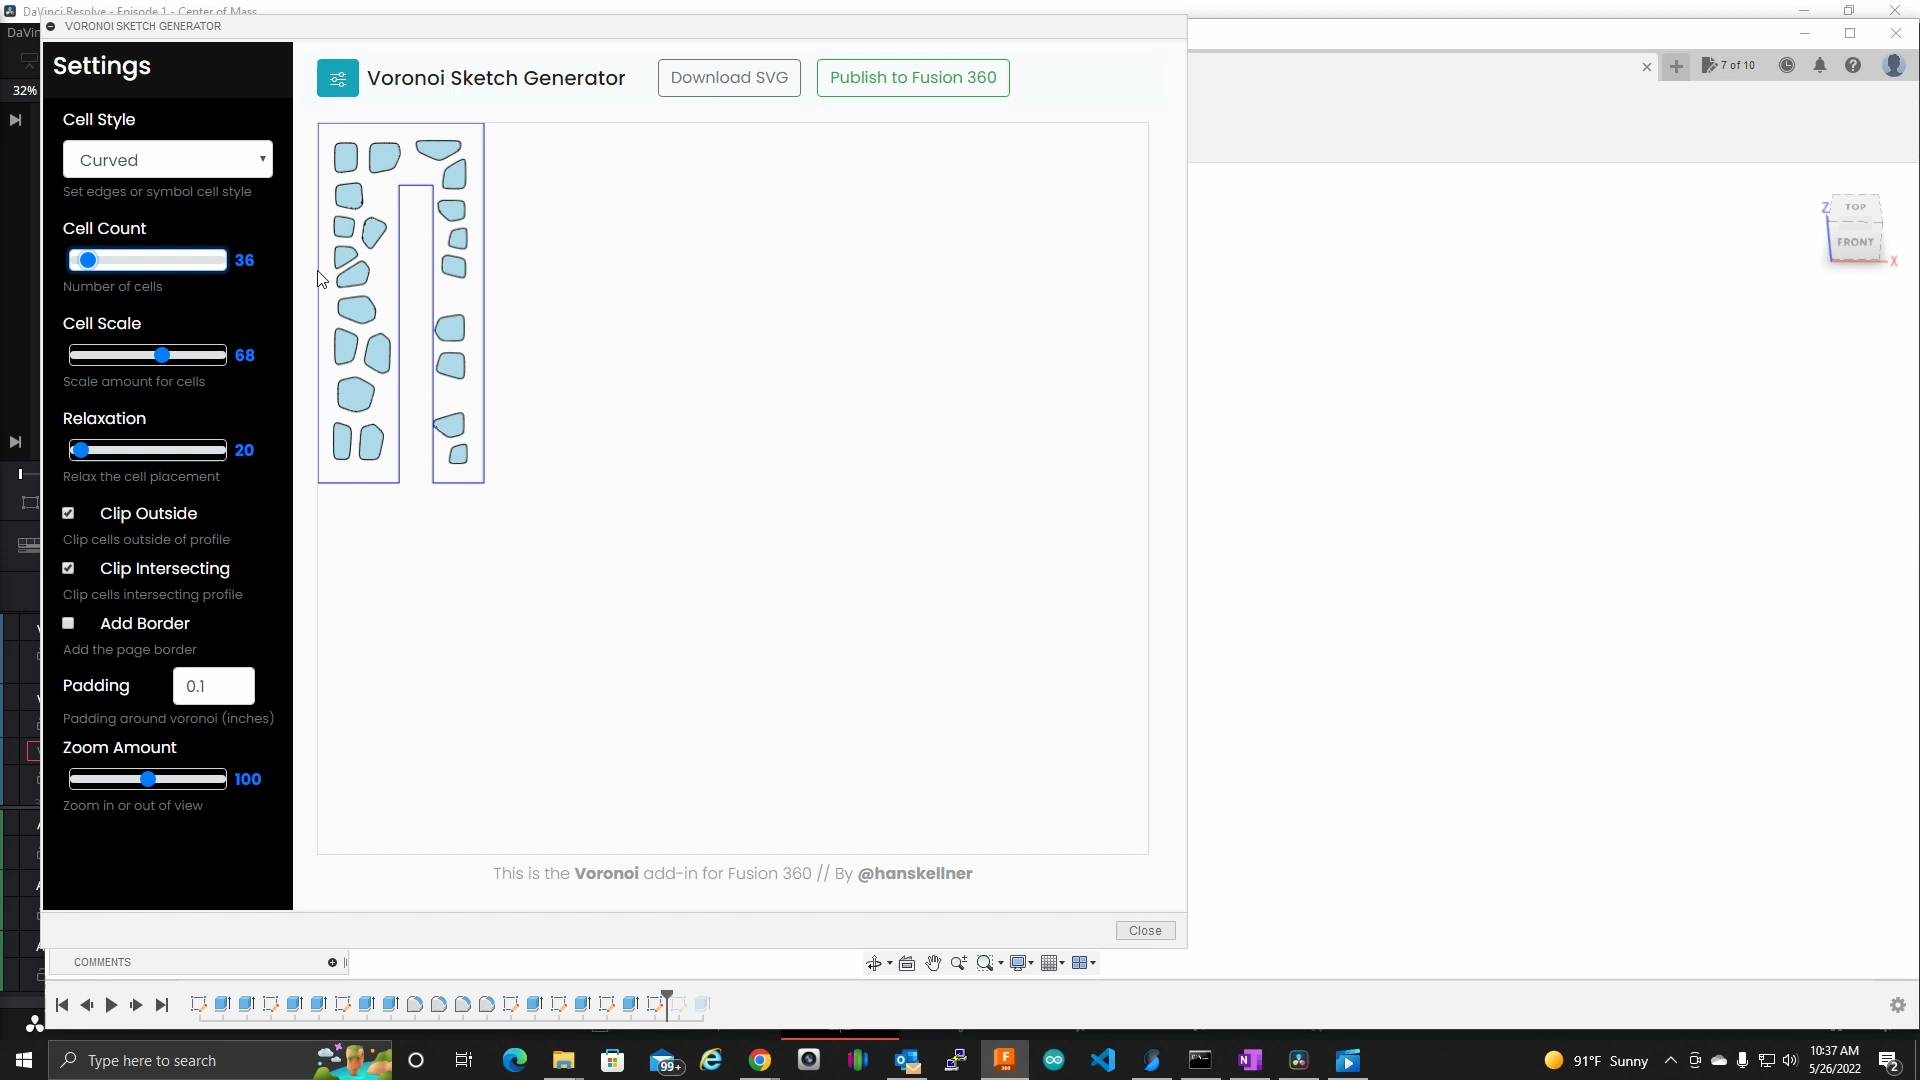 DaVinci Resolve - Episode 1 - Center of Mass
VORONOI SKETCH GENERATOR
DaVin
32%
Settings
Voronoi Sketch Generator
Download SVG
Publish to Fusion 360
7 of 10
Cell Style
Curved
Set edges or symbol cell style
Cell Count
36
Number of cells
Cell Scale
68
Scale amount for cells
Relaxation
20
Relax the cell placement
Clip Outside
Clip cells outside of profile
Clip Intersecting
Clip cells intersecting profile
Add Border
Add the page border
Padding
0.1
Padding around voronoi (inches)
Zoom Amount
100
Zoom in or out of view
TOP
Z
FRONT
X
This is the Voronoi add-in for Fusion 360 // By @hanskellner
Close
COMMENTS
Type here to search
99+
91°F Sunny
10:37 AM
5/26/2022
2